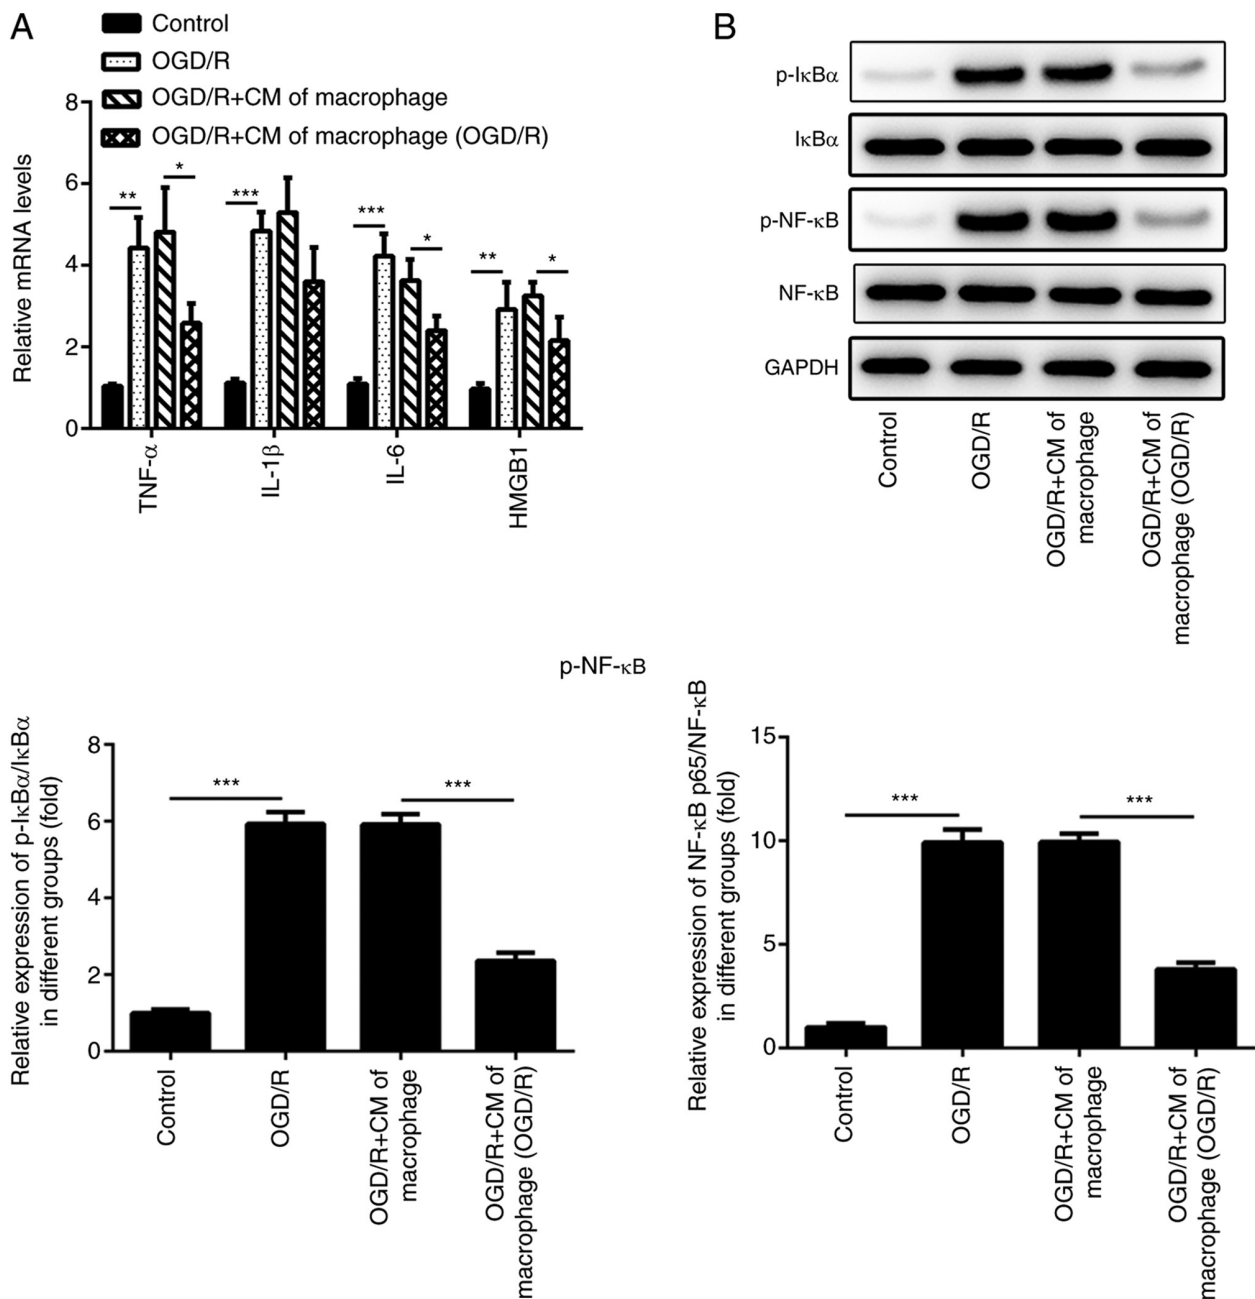 A
Control
OGD/R
OGD/R+CM of macrophage
OGD/R+CM of macrophage (OGD/R)
Relative mRNA levels
8
6
4
2
0
**
*
***
***
*
**
*
TNF-α
IL-1β
IL-6
HMGB1
B
p-IκBα
IκBα
p-NF-κB
NF-κB
GAPDH
Control
OGD/R
OGD/R+CM of
macrophage
OGD/R+CM of
macrophage (OGD/R)
Relative expression of p-IκBα/IκBα
in different groups (fold)
8
6
4
2
0
***
***
Control
OGD/R
OGD/R+CM of
macrophage
OGD/R+CM of
macrophage (OGD/R)
p-NF-κB
Relative expression of NF-κB p65/NF-κB
in different groups (fold)
15
10
5
0
***
***
Control
OGD/R
OGD/R+CM of
macrophage
OGD/R+CM of
macrophage (OGD/R)